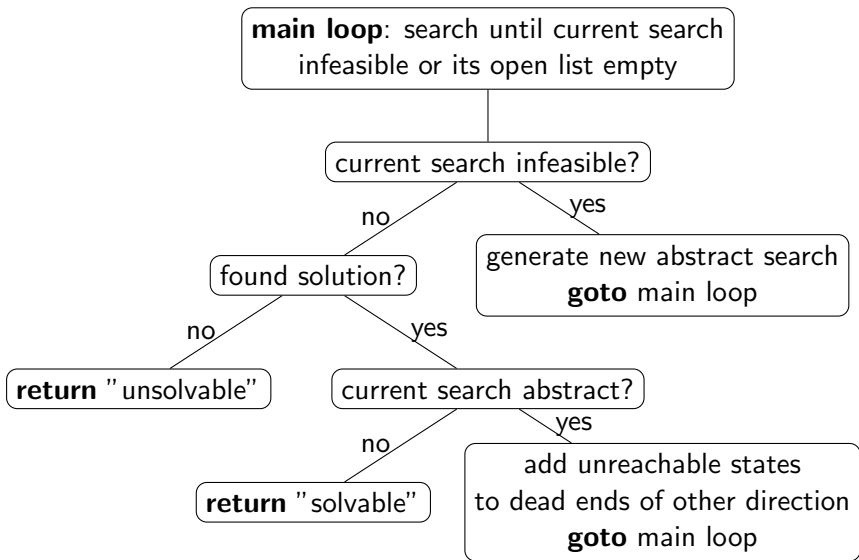 main loop: search until current search
infeasible or its open list empty
current search infeasible?
no
yes
found solution?
generate new abstract search
goto main loop
no
yes
return "unsolvable"
current search abstract?
no
yes
return "solvable"
add unreachable states
to dead ends of other direction
goto main loop